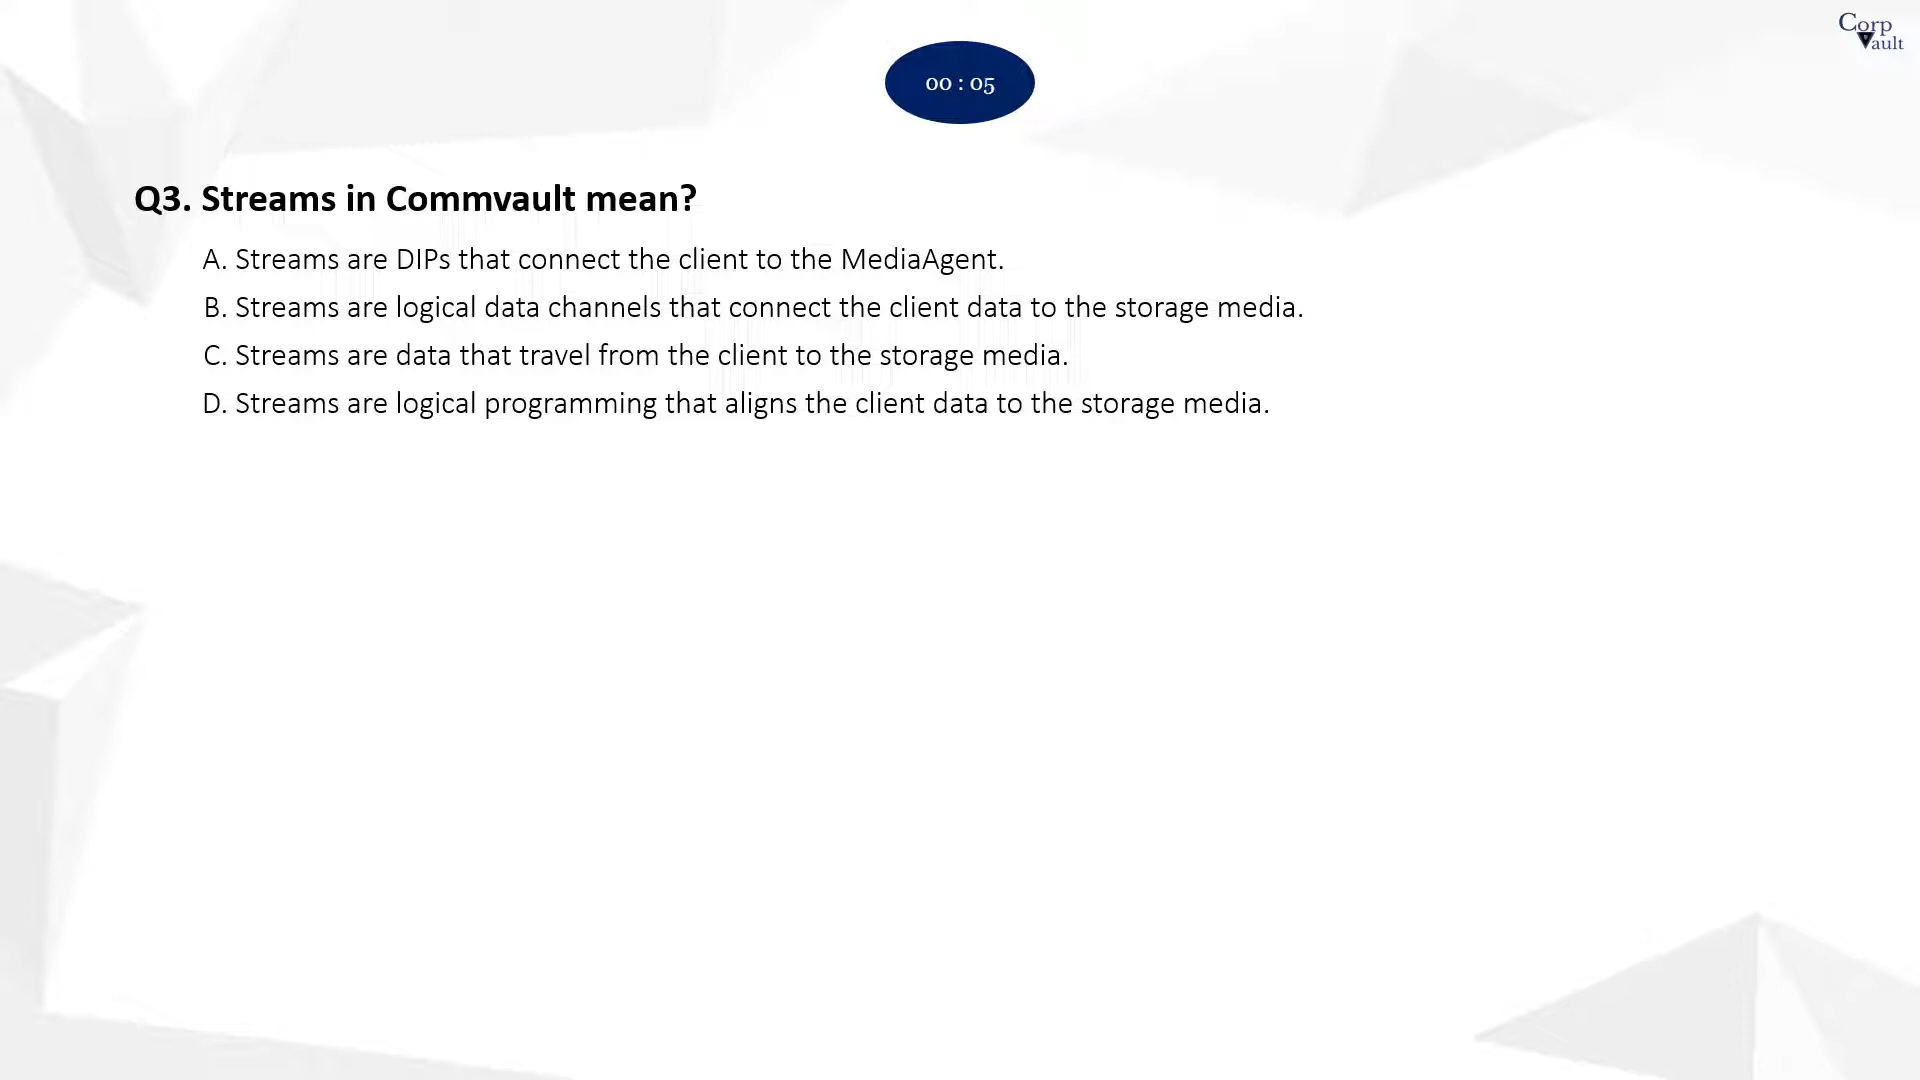 Corp
Vault
00 : 05
Q3. Streams in Commvault mean?
A. Streams are DIPs that connect the client to the MediaAgent.
B. Streams are logical data channels that connect the client data to the storage media.
C. Streams are data that travel from the client to the storage media.
D. Streams are logical programming that aligns the client data to the storage media.